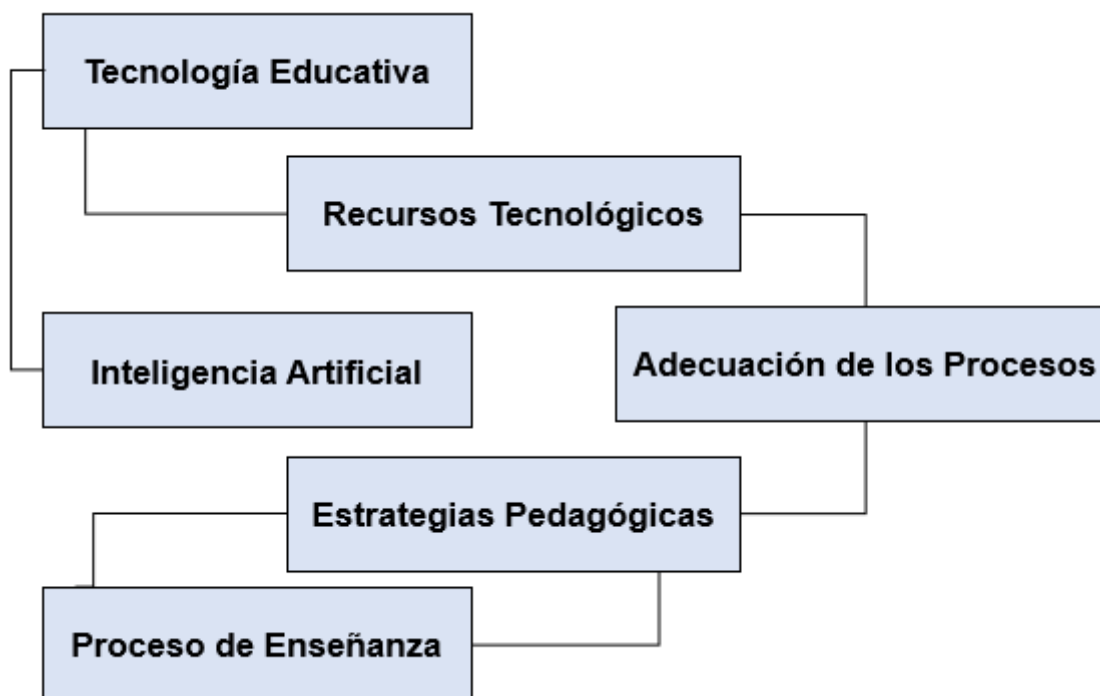 Tecnología Educativa
Recursos Tecnológicos
Inteligencia Artificial
Adecuación de los Procesos
Estrategias Pedagógicas
Proceso de Enseñanza